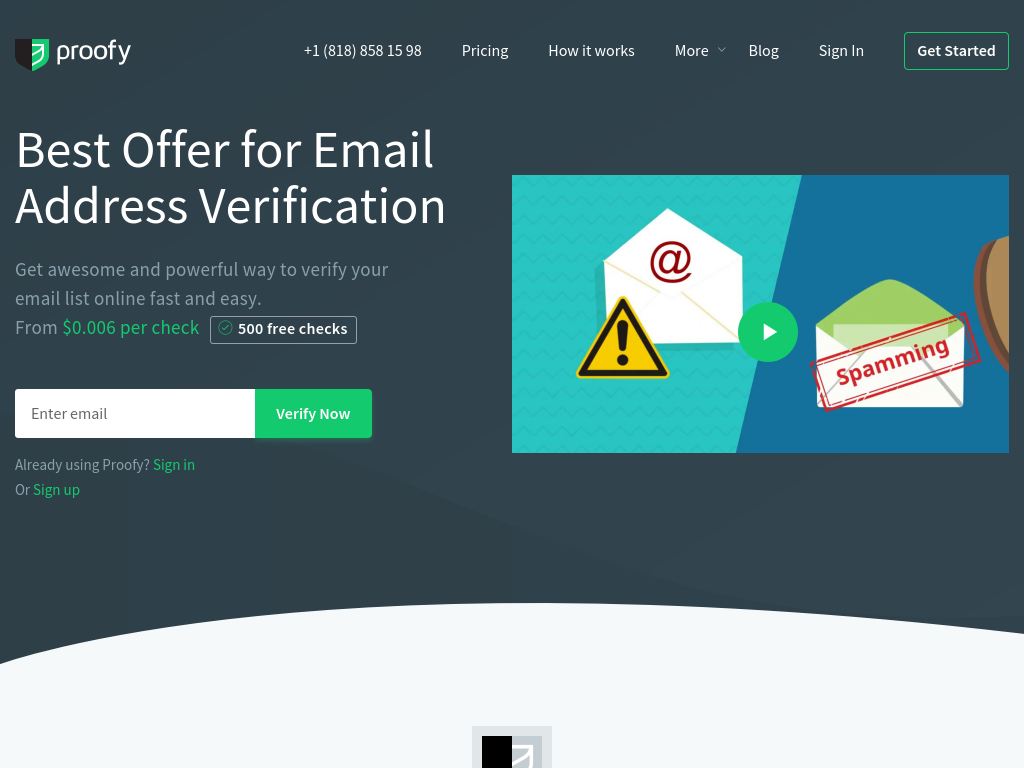 proofy
+1 (818) 858 15 98
Pricing
How it works
More
Blog
Sign In
Get Started
Best Offer for Email
Address Verification
Get awesome and powerful way to verify your
email list online fast and easy.
From $0.006 per check
500 free checks
Enter email
Verify Now
Already using Proofy? Sign in
Or Sign up
@
Spamming